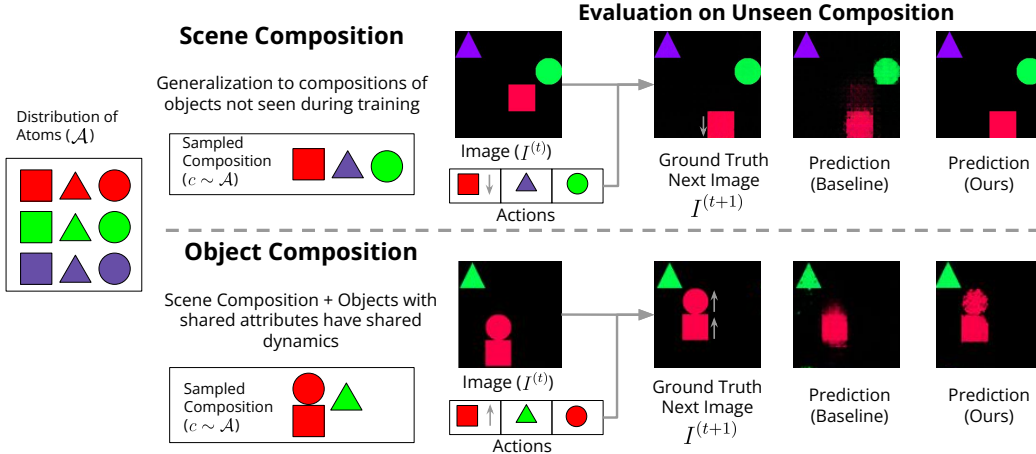 Evaluation on Unseen Composition
Scene Composition
Generalization to compositions of
objects not seen during training
Distribution of
Atoms (𝒜)
Sampled
Composition
(c ∼ 𝒜)
Image (I^{(t)})
Actions
Ground Truth
Next Image
I^{(t+1)}
Prediction
(Baseline)
Prediction
(Ours)
Object Composition
Scene Composition + Objects with
shared attributes have shared
dynamics
Sampled
Composition
(c ∼ 𝒜)
Image (I^{(t)})
Actions
Ground Truth
Next Image
I^{(t+1)}
Prediction
(Baseline)
Prediction
(Ours)